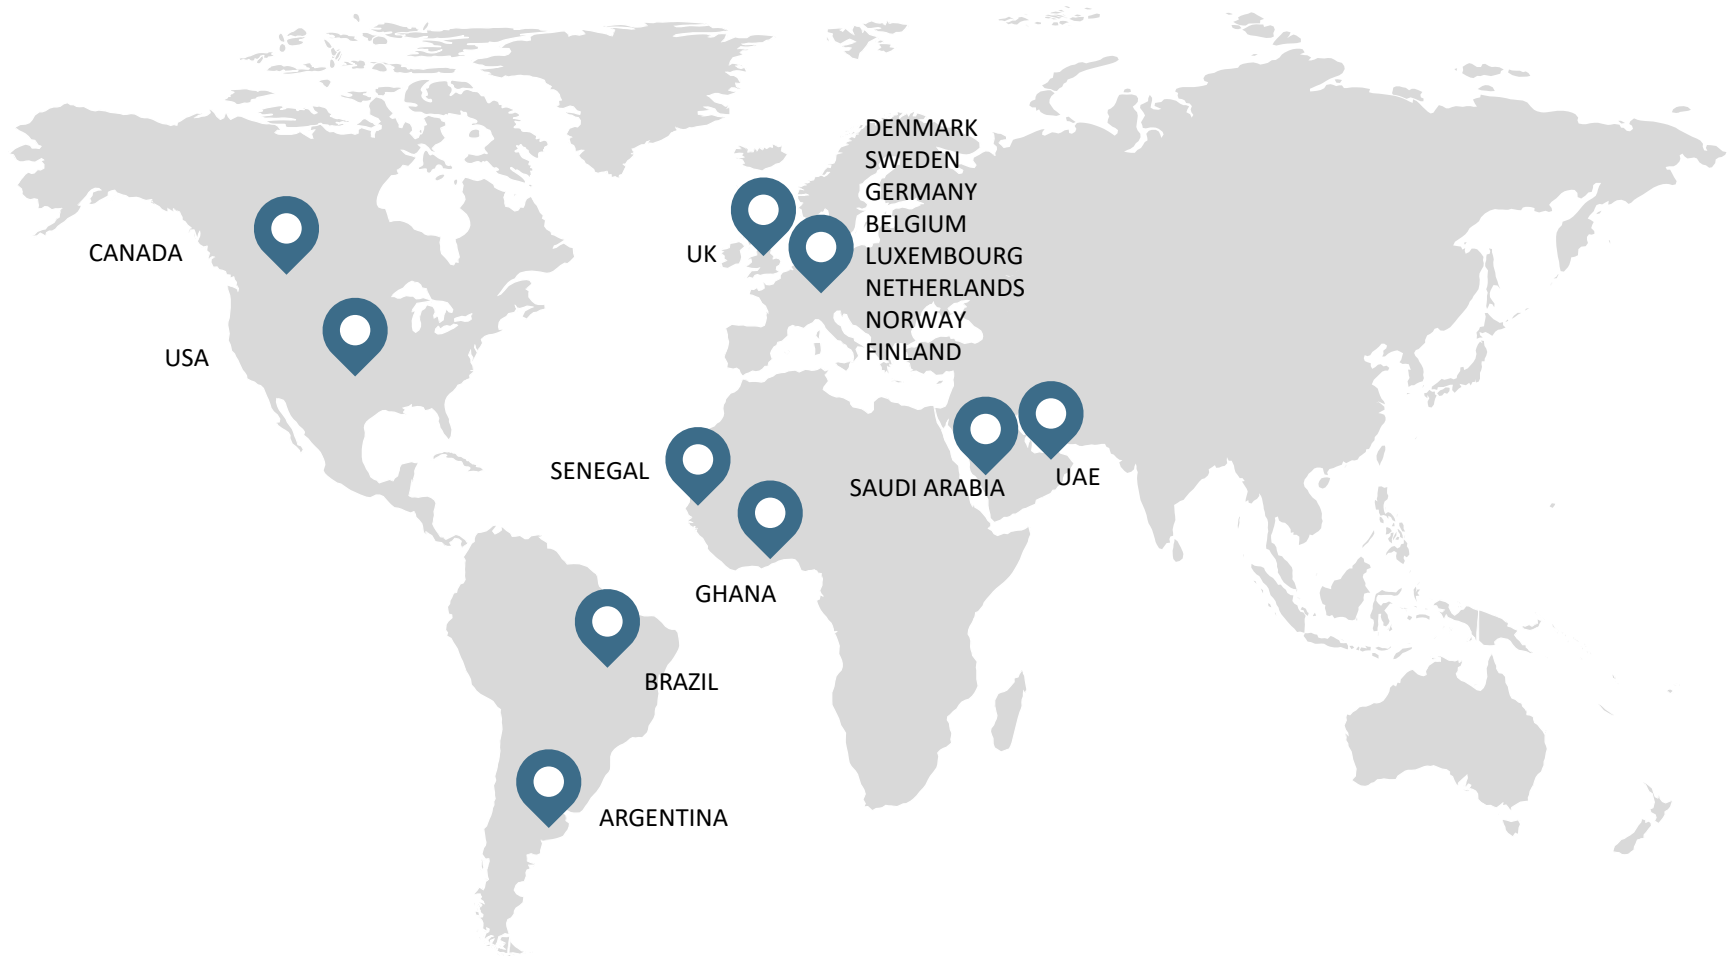 DENMARK
SWEDEN
GERMANY
BELGIUM
LUXEMBOURG
NETHERLANDS
NORWAY
FINLAND
CANADA
UK
USA
SENEGAL
SAUDI ARABIA
UAE
GHANA
BRAZIL
ARGENTINA